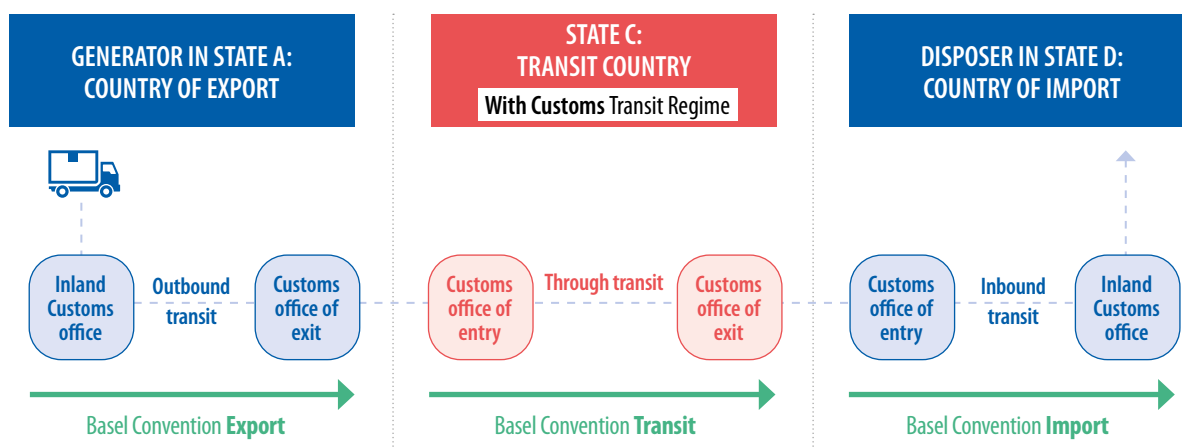 GENERATOR IN STATE A:
COUNTRY OF EXPORT
STATE C:
TRANSIT COUNTRY
With Customs Transit Regime
DISPOSER IN STATE D:
COUNTRY OF IMPORT
Inland
Customs
office
Outbound
transit
Customs
office of
exit
Customs
office of
entry
Through transit
Customs
office of
exit
Customs
office of
entry
Inbound
transit
Inland
Customs
office
Basel Convention Export
Basel Convention Transit
Basel Convention Import